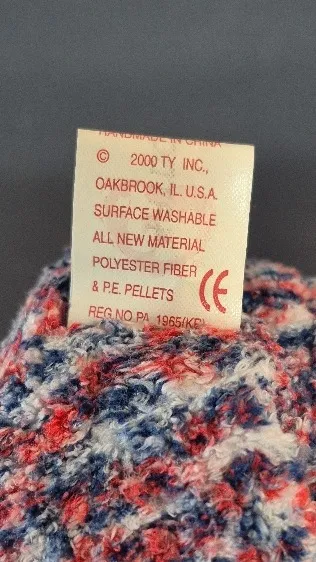 HANDMADE IN CHINA
© 2000 TY INC.,
OAKBROOK, IL. U.S.A.
SURFACE WASHABLE
ALL NEW MATERIAL
POLYESTER FIBER
& P.E. PELLETS CE
REG NO PA. 1965(KR)